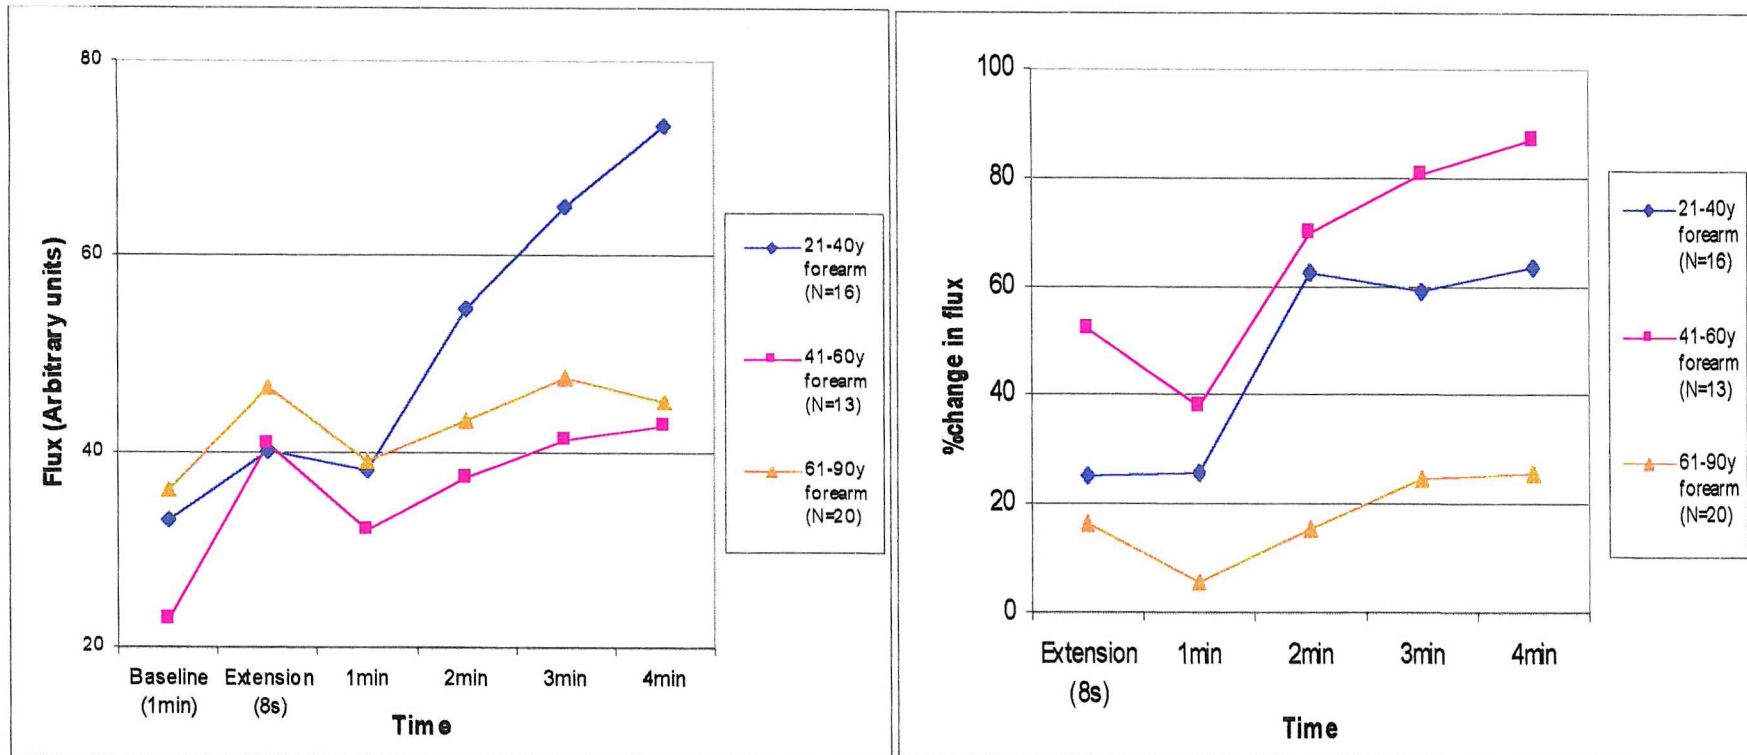 80
60
40
20
Flux (Arbitrary units)
Baseline
(1min)
Extension
(8s)
1min
2min
3min
4min
Time
21-40y
forearm
(N=16)
41-60y
forearm
(N=13)
61-90y
forearm
(N=20)
100
80
60
40
20
0
%change in flux
Extension
(8s)
1min
2min
3min
4min
Time
21-40y
forearm
(N=16)
41-60y
forearm
(N=13)
61-90y
forearm
(N=20)